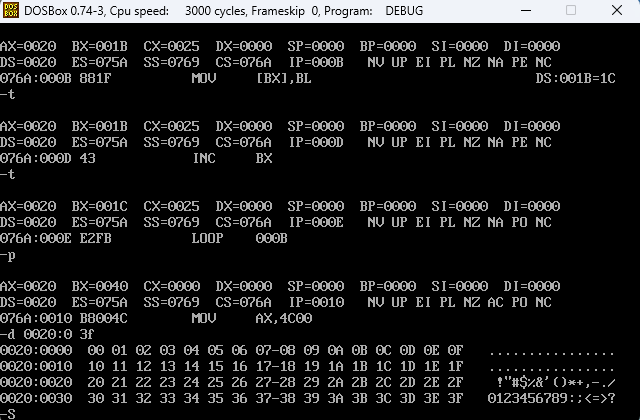 DOSBox 0.74-3, Cpu speed: 3000 cycles, Frameskip 0, Program: DEBUG
AX=0020 BX=001B CX=0025 DX=0000 SP=0000 BP=0000 SI=0000 DI=0000
DS=0020 ES=075A SS=0769 CS=076A IP=000B NV UP EI PL NZ NA PE NC
076A:000B 881F MOV [BX],BL DS:001B=1C
-t
AX=0020 BX=001B CX=0025 DX=0000 SP=0000 BP=0000 SI=0000 DI=0000
DS=0020 ES=075A SS=0769 CS=076A IP=000D NV UP EI PL NZ NA PE NC
076A:000D 43 INC BX
-t
AX=0020 BX=001C CX=0025 DX=0000 SP=0000 BP=0000 SI=0000 DI=0000
DS=0020 ES=075A SS=0769 CS=076A IP=000E NV UP EI PL NZ NA PO NC
076A:000E E2FB LOOP 000B
-p
AX=0020 BX=0040 CX=0000 DX=0000 SP=0000 BP=0000 SI=0000 DI=0000
DS=0020 ES=075A SS=0769 CS=076A IP=0010 NV UP EI PL NZ AC PO NC
076A:0010 B8004C MOV AX,4C00
-d 0020:0 3f
0020:0000 00 01 02 03 04 05 06 07-08 09 0A 0B 0C 0D 0E 0F ................
0020:0010 10 11 12 13 14 15 16 17-18 19 1A 1B 1C 1D 1E 1F ................
0020:0020 20 21 22 23 24 25 26 27-28 29 2A 2B 2C 2D 2E 2F !"#$%&'()*+,-./
0020:0030 30 31 32 33 34 35 36 37-38 39 3A 3B 3C 3D 3E 3F 0123456789:;<=>?
-S